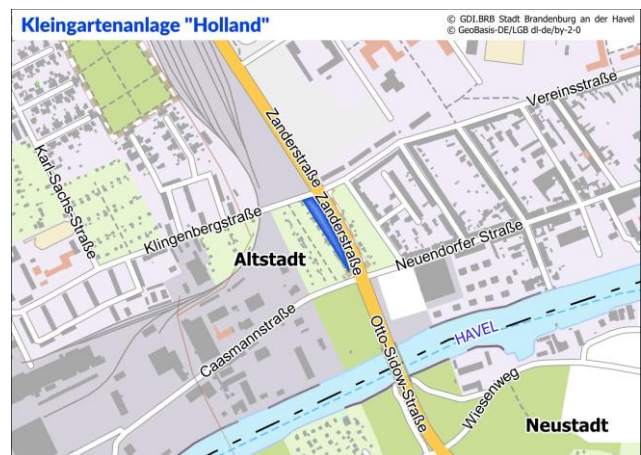 Kleingartenanlage "Holland"
© GDI.BRB Stadt Brandenburg an der Havel
© GeoBasis-DE/LGB dl-de/by-2-0
Vereinsstraße
Zanderstraße
Karl-Sachs-Straße
Klingenbergstraße
Zanderstraße
Altstadt
Neuendorfer Straße
Caasmannstraße
HAVEL
Otto-Sidow-Straße
Wiesenweg
Neustadt